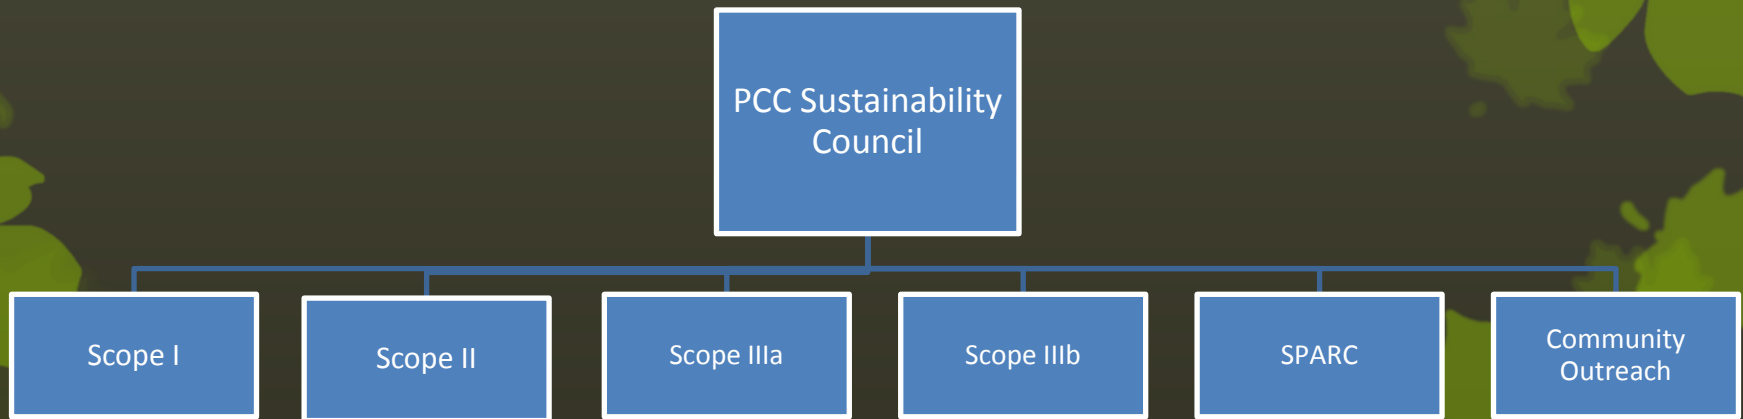 PCC Sustainability
Council
Scope I
Scope II
Scope IIIa
Scope IIIb
SPARC
Community
Outreach